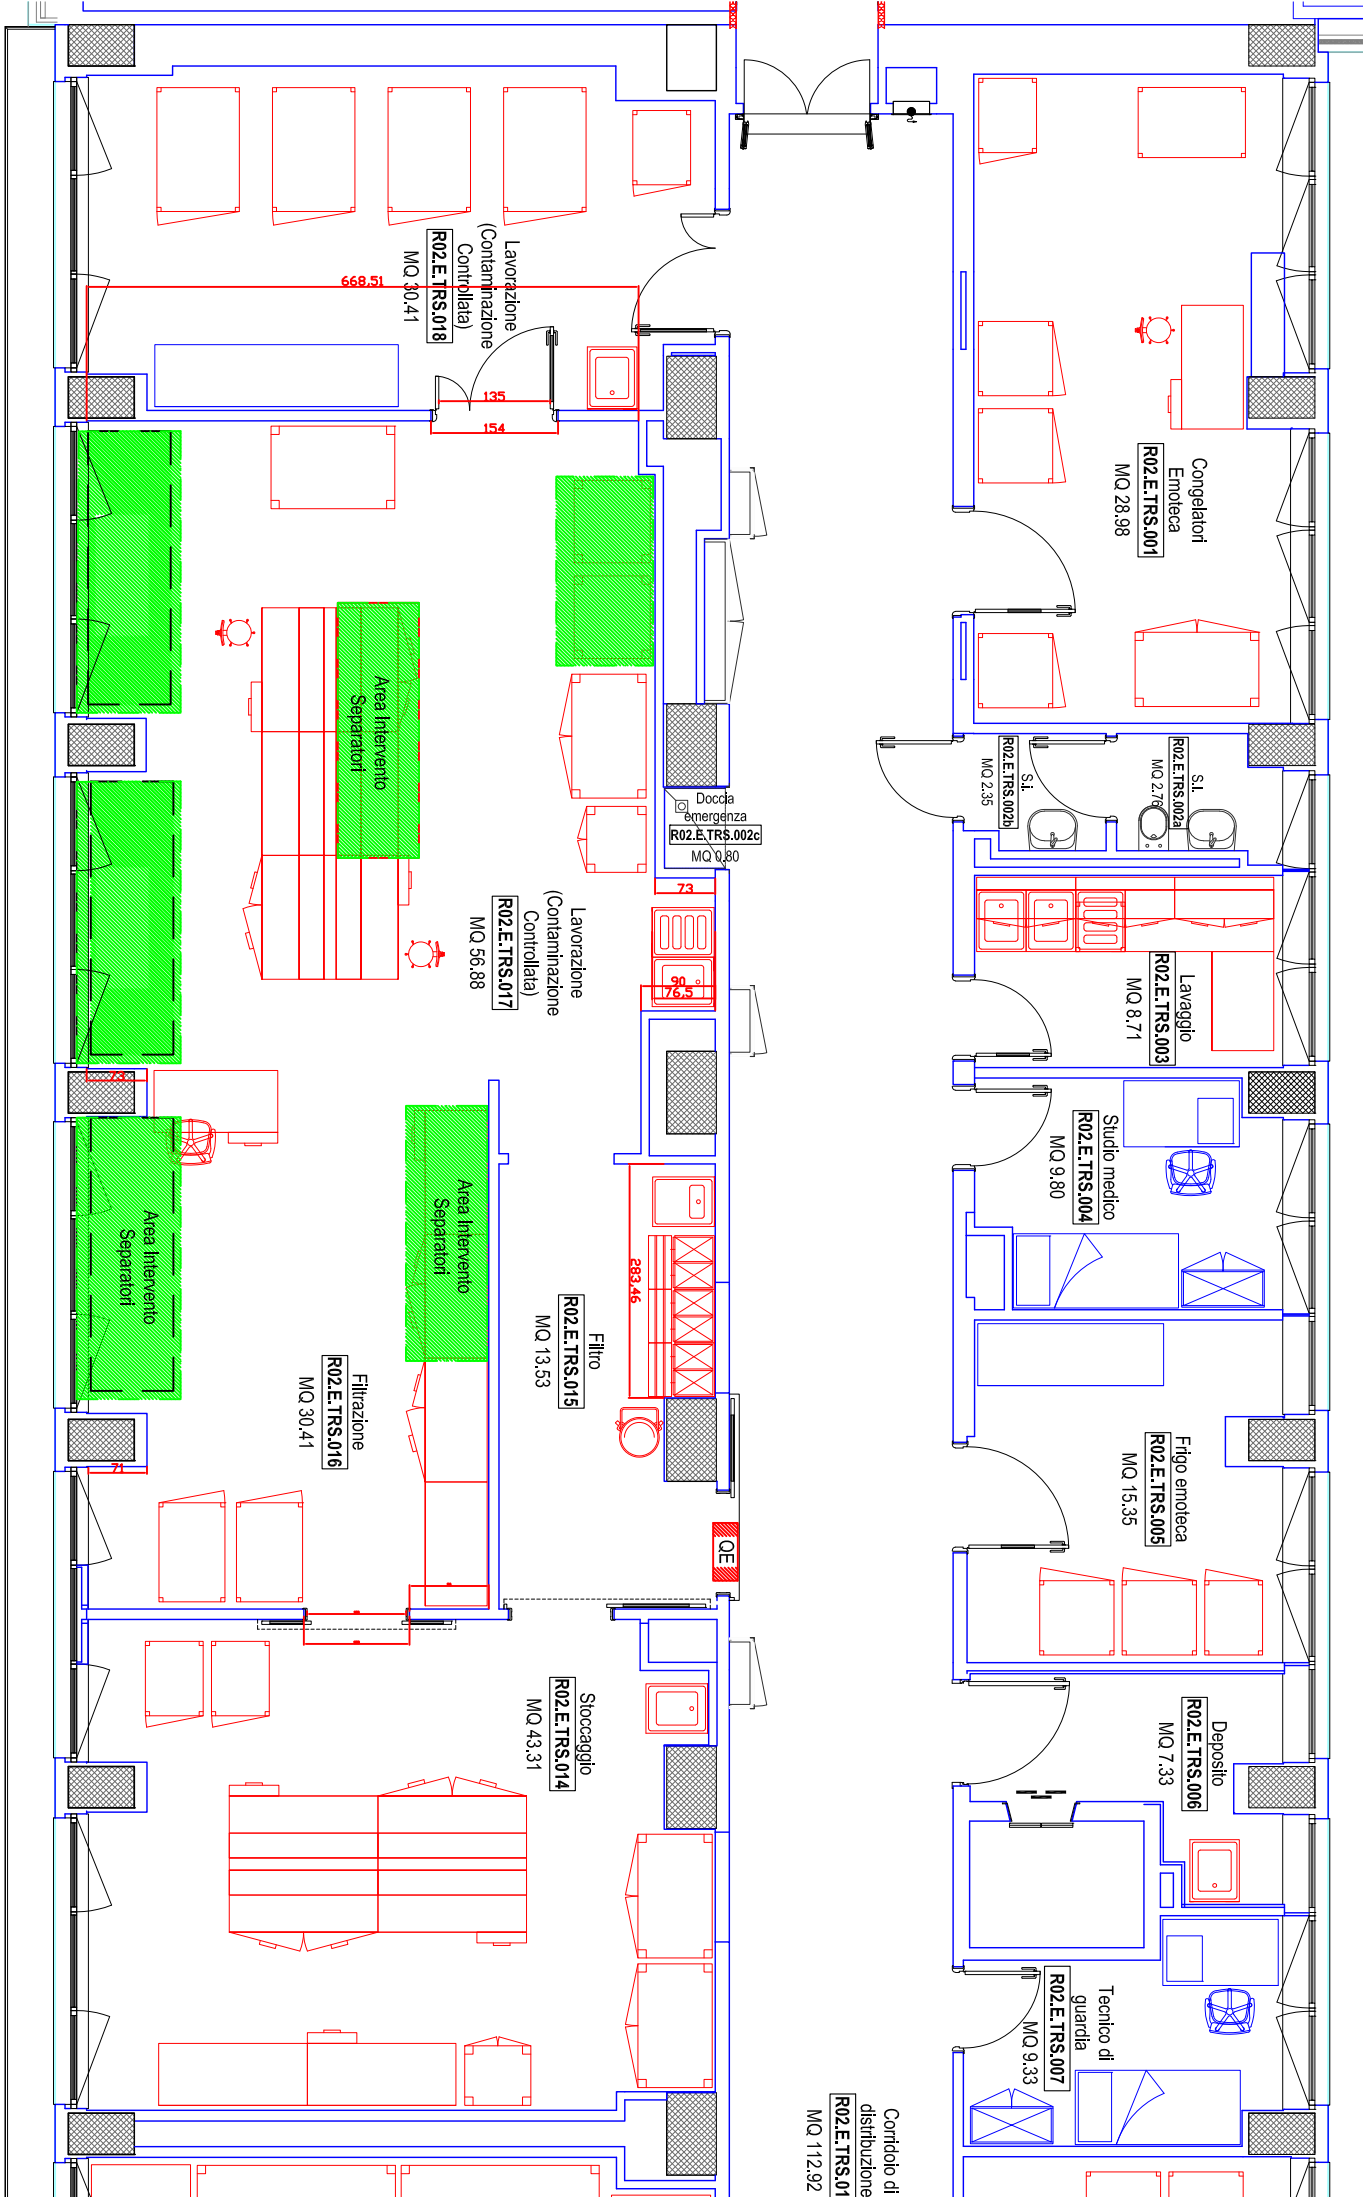 Lavorazione
(Contaminazione
Controllata)
R02.E.TRS.018
MQ 30.41
668,51
135
154
Congelatori
Emoteca
R02.E.TRS.001
MQ 28.98
Area Intervento
Separatori
S.I.
R02.E.TRS.002a
MQ 2.76
S.i.
R02.E.TRS.002b
MQ 2.35
Doccia
emergenza
R02.E.TRS.002c
MQ 0.80
73
Lavorazione
(Contaminazione
Controllata)
R02.E.TRS.017
MQ 56.88
90
76,5
Lavaggio
R02.E.TRS.003
MQ 8.71
73
Studio medico
R02.E.TRS.004
MQ 9.80
Area Intervento
Separatori
Area Intervento
Separatori
283,46
Filtro
R02.E.TRS.015
MQ 13.53
Filtrazione
R02.E.TRS.016
MQ 30.41
71
Frigo emoteca
R02.E.TRS.005
MQ 15.35
QE
Stoccaggio
R02.E.TRS.014
MQ 43.31
Deposito
R02.E.TRS.006
MQ 7.33
Tecnico di
guardia
R02.E.TRS.007
MQ 9.33
Corridoio di
distribuzione
R02.E.TRS.01
MQ 112.92